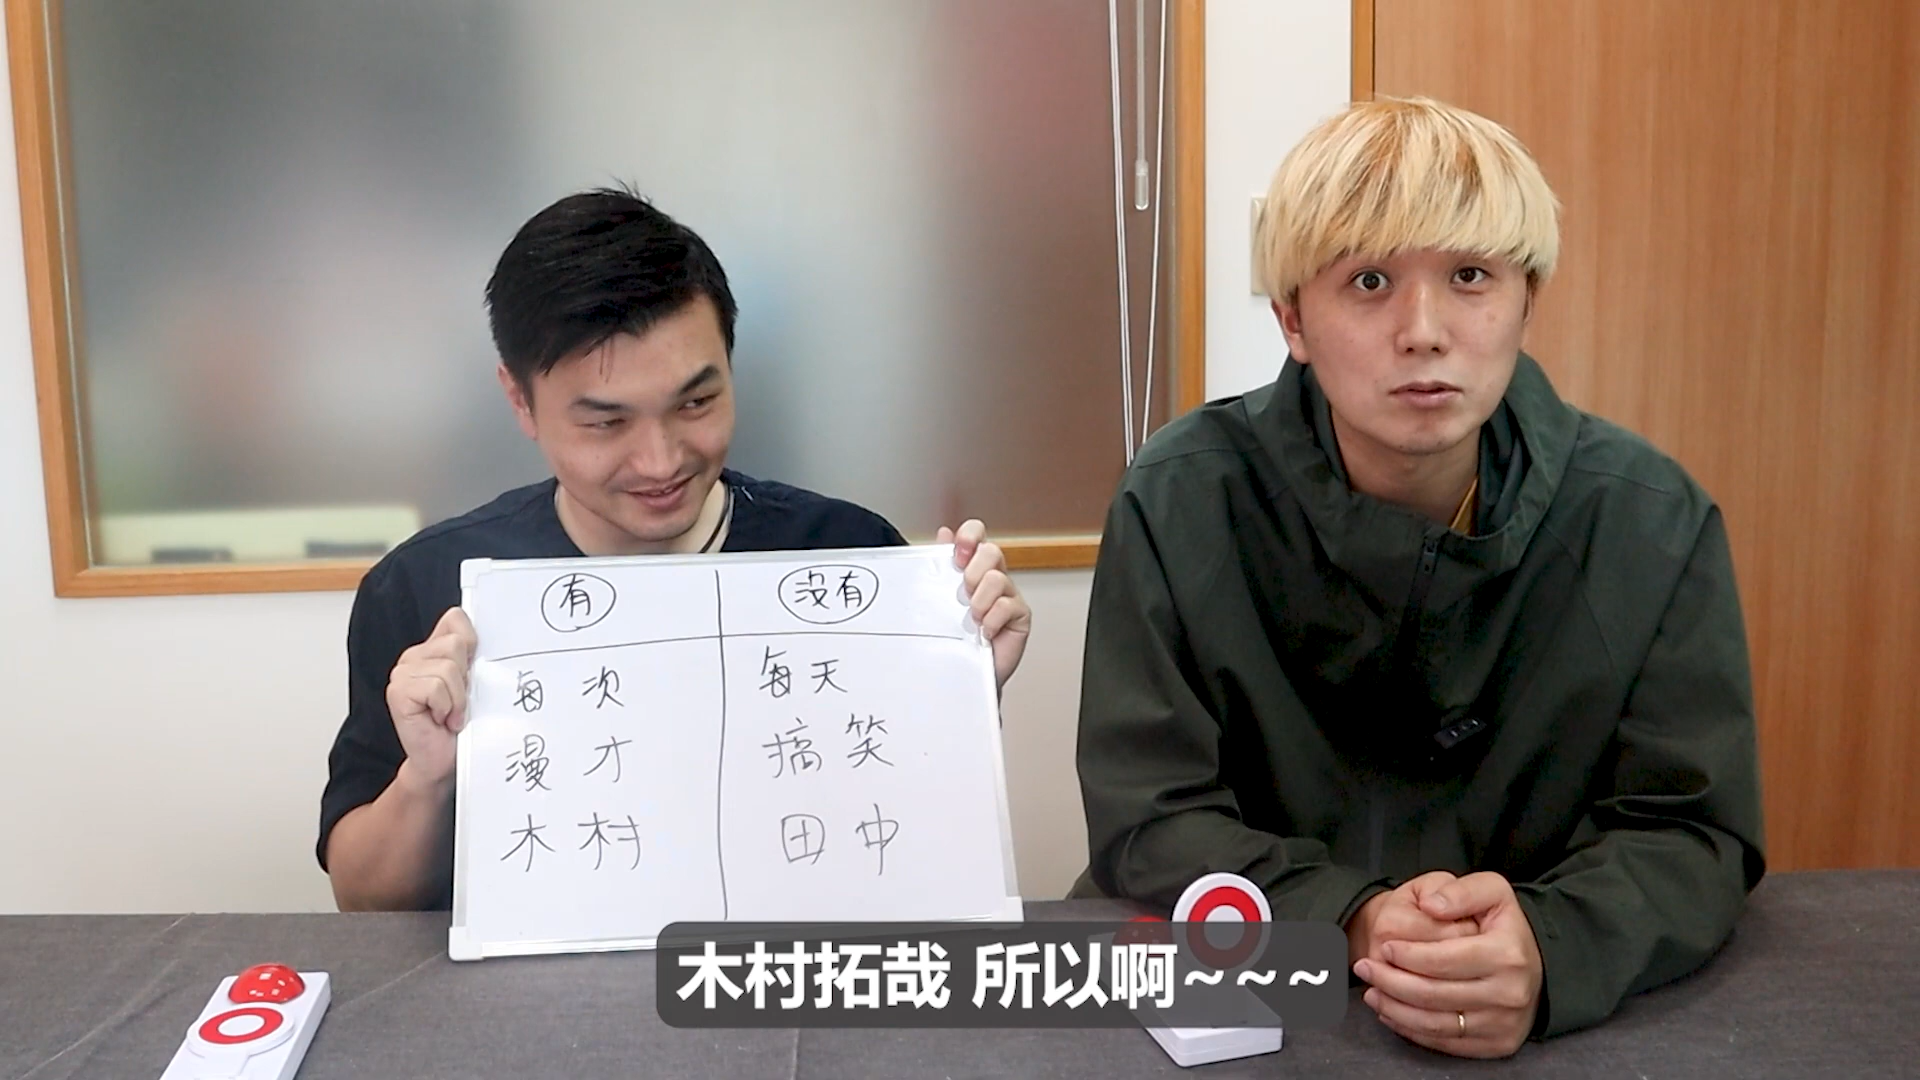 有 没有
每次 每天
漫才 搞笑
木村 田中
木村拓哉 所以啊~~~